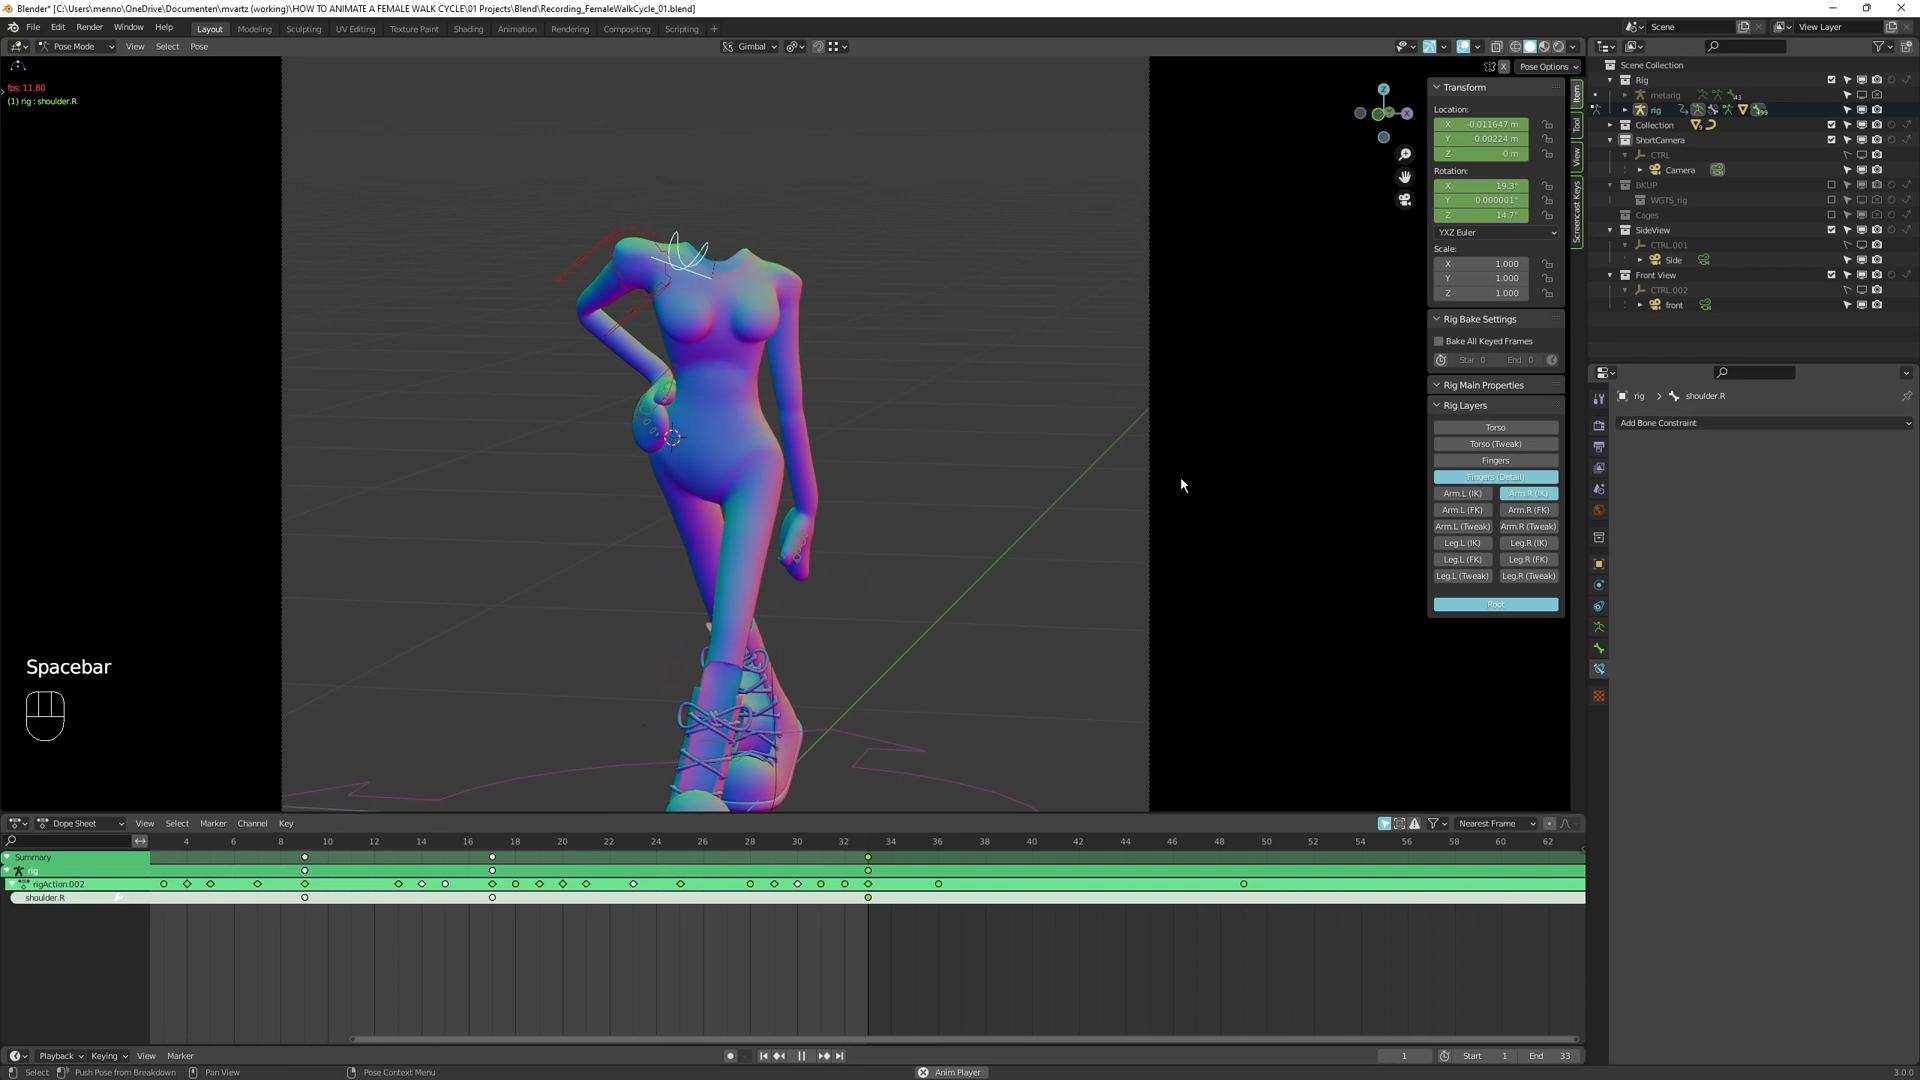 Blender* [C:\Users\menno\OneDrive\Documenten\mvartz (working)\HOW TO ANIMATE A FEMALE WALK CYCLE\01 Projects\Blend\Recording_FemaleWalkCycle_01.blend]
File Edit Render Window Help Layout Modeling Sculpting UV Editing Texture Paint Shading Animation Rendering Compositing Scripting + Scene View Layer
Pose Mode View Select Pose Gimbal
X Pose Options
fps: 11.80
(1) rig : shoulder.R
Z
X
Item
Tool
View
Screencast Keys
Transform
Location:
X -0.011647 m
Y -0.00224 m
Z -0 m
Rotation:
X 19.3°
Y 0.000001°
Z 14.7°
YXZ Euler
Scale:
X 1.000
Y 1.000
Z 1.000
Rig Bake Settings
Bake All Keyed Frames
Star 0 End 0
Rig Main Properties
Rig Layers
Torso
Torso (Tweak)
Fingers
Fingers (Detail)
Arm.L (IK) Arm.R (IK)
Arm.L (FK) Arm.R (FK)
Arm.L (Tweak) Arm.R (Tweak)
Leg.L (IK) Leg.R (IK)
Leg.L (FK) Leg.R (FK)
Leg.L (Tweak) Leg.R (Tweak)
Root
Scene Collection
Rig
metarig
rig
Collection
ShortCamera
CTRL
Camera
BKUP
WGTS_rig
Cages
SideView
CTRL.001
Side
Front View
CTRL.002
front
rig > shoulder.R
Add Bone Constraint
Spacebar
Dope Sheet View Select Marker Channel Key Nearest Frame
4 6 8 10 12 14 16 18 20 22 24 26 28 30 32 34 36 38 40 42 44 46 48 50 52 54 56 58 60 62
Summary
rig
rigAction.002
shoulder.R
Playback Keying View Marker 1 Start 1 End 33
Select Push Pose from Breakdown Pan View Pose Context Menu Anim Player 3.0.0